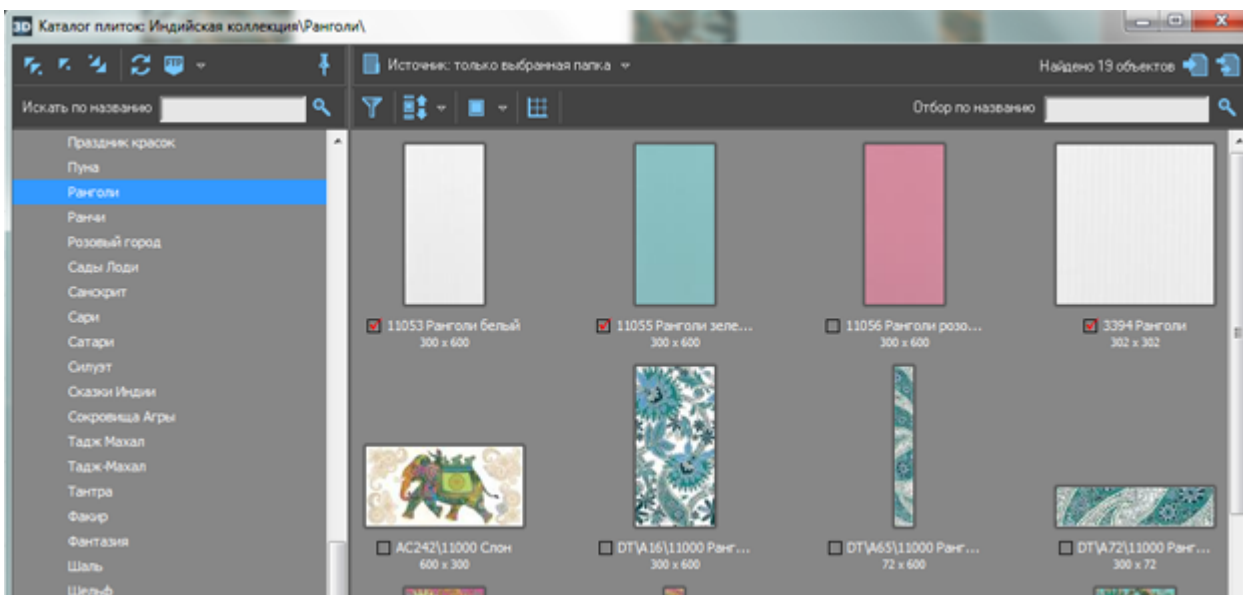 3D Каталог плиток: Индийская коллекция\Ранголи\
FTP
Источник: только выбранная папка
Найдено 19 объектов
Искать по названию
Отбор по названию
Праздник красок
Пуна
Ранголи
Ранчи
Розовый город
Сады Лоди
Санскрит
Сари
Сатари
Силуэт
Сказки Индии
Сокровища Агры
Тадж Махал
Тадж-Махал
Тантра
Факир
Фантазия
Шаль
Шельф
11053 Ранголи белый
300 x 600
11055 Ранголи зеле...
300 x 600
11056 Ранголи розо...
300 x 600
3394 Ранголи
302 x 302
AC242\11000 Слон
600 x 300
DT\A16\11000 Ранг...
300 x 600
DT\A65\11000 Ранг...
72 x 600
DT\A72\11000 Ранг...
300 x 72